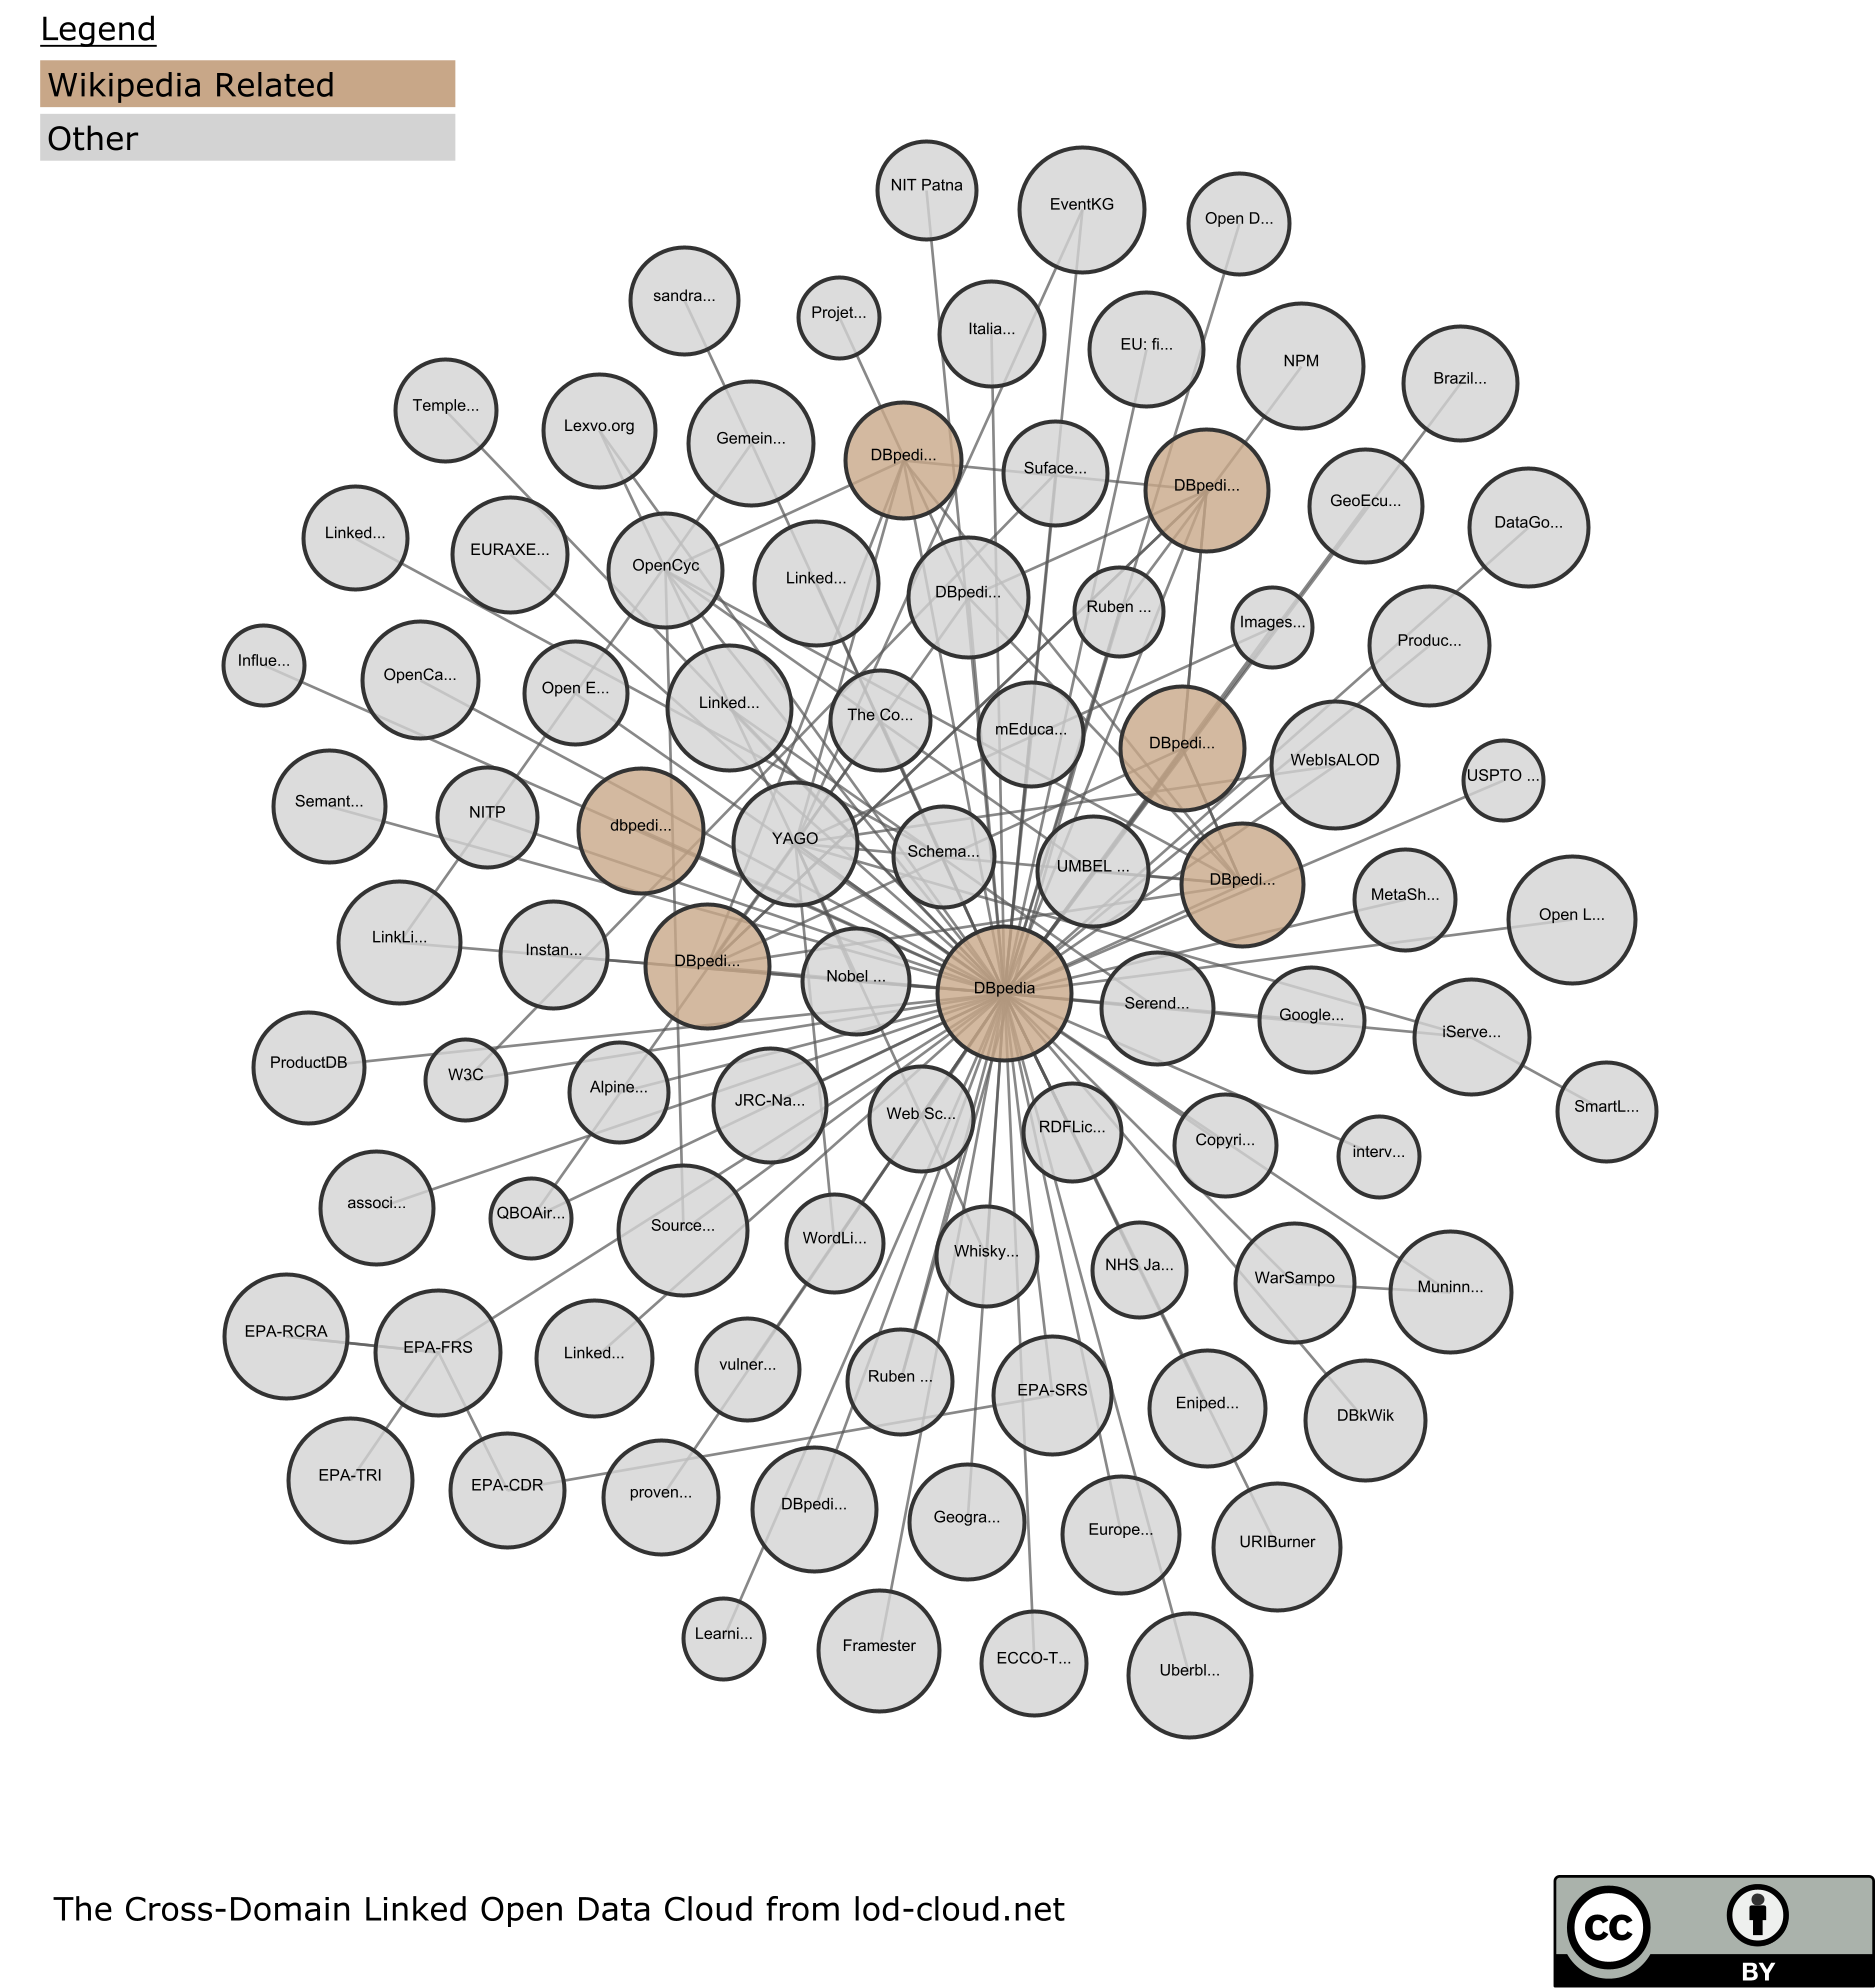 Legend
Wikipedia Related
Other
NIT Patna
EventKG
Open D...
sandra...
Projet...
Italia...
EU: fi...
NPM
Brazil...
Temple...
Lexvo.org
Gemein...
DBpedi...
Suface...
DBpedi...
GeoEcu...
DataGo...
Linked...
EURAXE...
OpenCyc
Linked...
DBpedi...
Ruben ...
Images...
Produc...
Influe...
OpenCa...
Open E...
Linked...
The Co...
mEduca...
DBpedi...
WebIsALOD
USPTO ...
Semant...
NITP
dbpedi...
YAGO
Schema...
UMBEL ...
DBpedi...
MetaSh...
Open L...
LinkLi...
Instan...
DBpedi...
Nobel ...
DBpedia
Serend...
Google...
iServe...
ProductDB
W3C
Alpine...
JRC-Na...
Web Sc...
RDFLic...
Copyri...
interv...
SmartL...
associ...
QBOAir...
Source...
WordLi...
Whisky...
NHS Ja...
WarSampo
Muninn...
EPA-RCRA
EPA-FRS
Linked...
vulner...
Ruben ...
EPA-SRS
Eniped...
DBkWik
EPA-TRI
EPA-CDR
proven...
DBpedi...
Geogra...
Europe...
URIBurner
Learni...
Framester
ECCO-T...
Uberbl...
The Cross-Domain Linked Open Data Cloud from lod-cloud.net
cc
BY